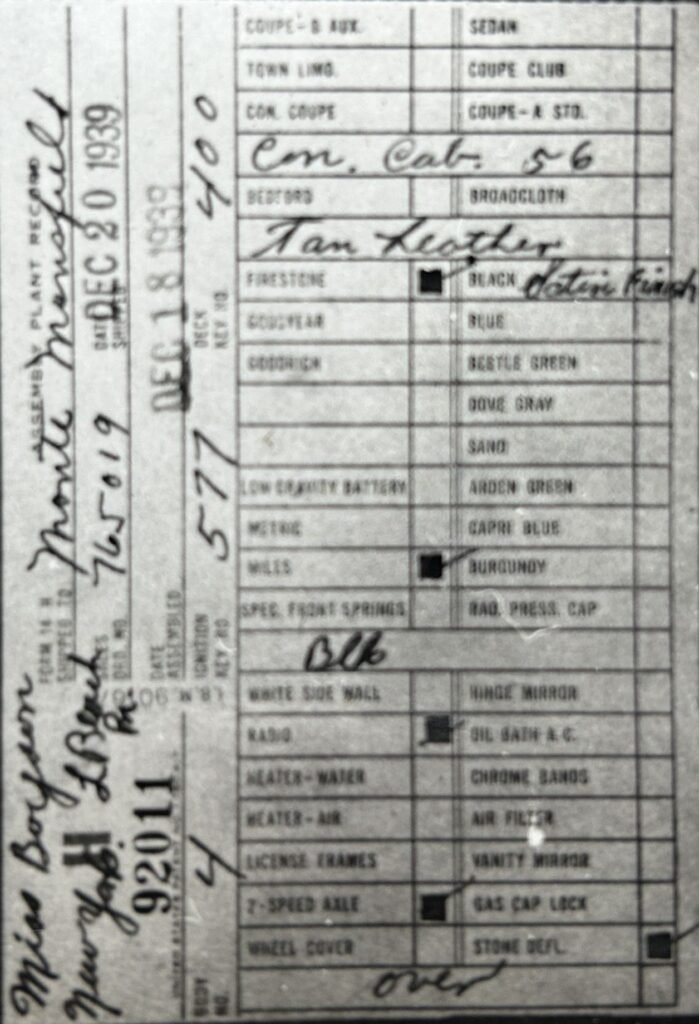 Miss Boyson
New York. L Beach
H
Pn
92011
FORM 14 X ASSEMBLY PLANT RECORD
SHIPPED TO Monte Mansfield
ORD. NO. 765019
DATE SHIPPED DEC 20 1939
DATE ASSEMBLED DEC 18 1939
BODY NO. 4
IGNITION KEY NO. 577
DECK KEY NO. 400
COUPE-B AUX. SEDAN
TOWN LIMO. COUPE CLUB
CON. COUPE COUPE-A STD.
Con. Cab. 56
BEDFORD BROADCLOTH
Tan Leather
FIRESTONE BLACK Satin Finish
GOODYEAR BLUE
GOODRICH BEETLE GREEN
DOVE GRAY
SAND
LOW GRAVITY BATTERY ARDEN GREEN
METRIC CAPRI BLUE
MILES BURGUNDY
SPEC. FRONT SPRINGS RAD. PRESS. CAP
Blk
WHITE SIDE WALL HINGE MIRROR
RADIO OIL BATH A.C.
HEATER-WATER CHROME BANDS
HEATER-AIR AIR FILTER
LICENSE FRAMES VANITY MIRROR
2-SPEED AXLE GAS CAP LOCK
WHEEL COVER STONE DEFL.
over